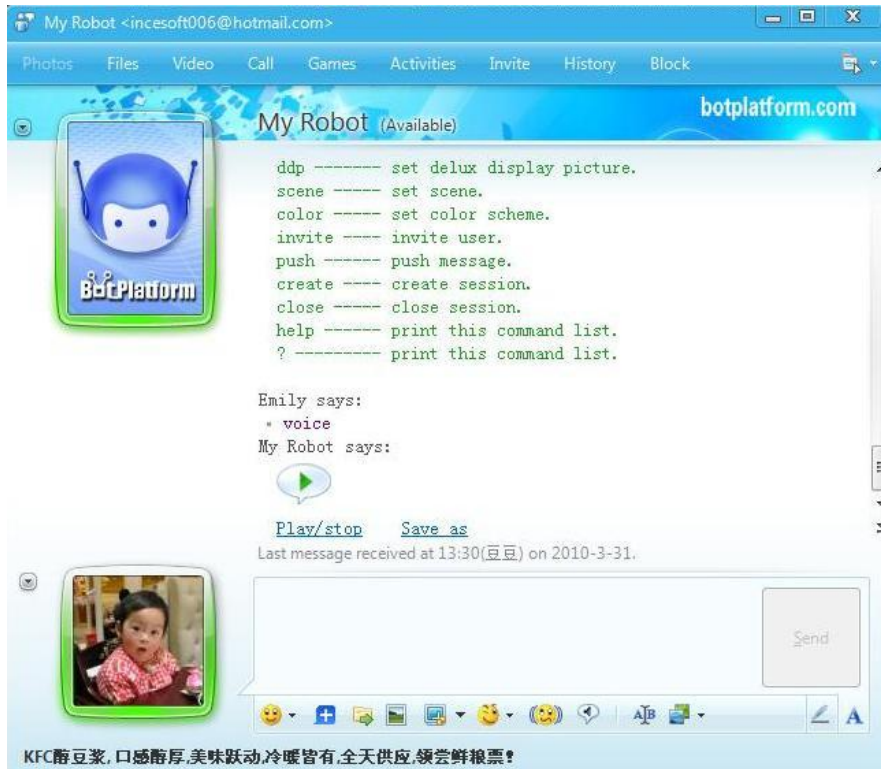 My Robot <incesoft006@hotmail.com>
Photos Files Video Call Games Activities Invite History Block
botplatform.com
My Robot (Available)
ddp ------- set delux display picture.
scene ----- set scene.
color ----- set color scheme.
invite ---- invite user.
push ------ push message.
create ---- create session.
close ----- close session.
help ------ print this command list.
? --------- print this command list.
BotPlatform
Emily says:
voice
My Robot says:
Play/stop Save as
Last message received at 13:30(豆豆) on 2010-3-31.
Send
KFC醇豆浆, 口感醇厚,美味跃动,冷暖皆有,全天供应,领尝鲜粮票!